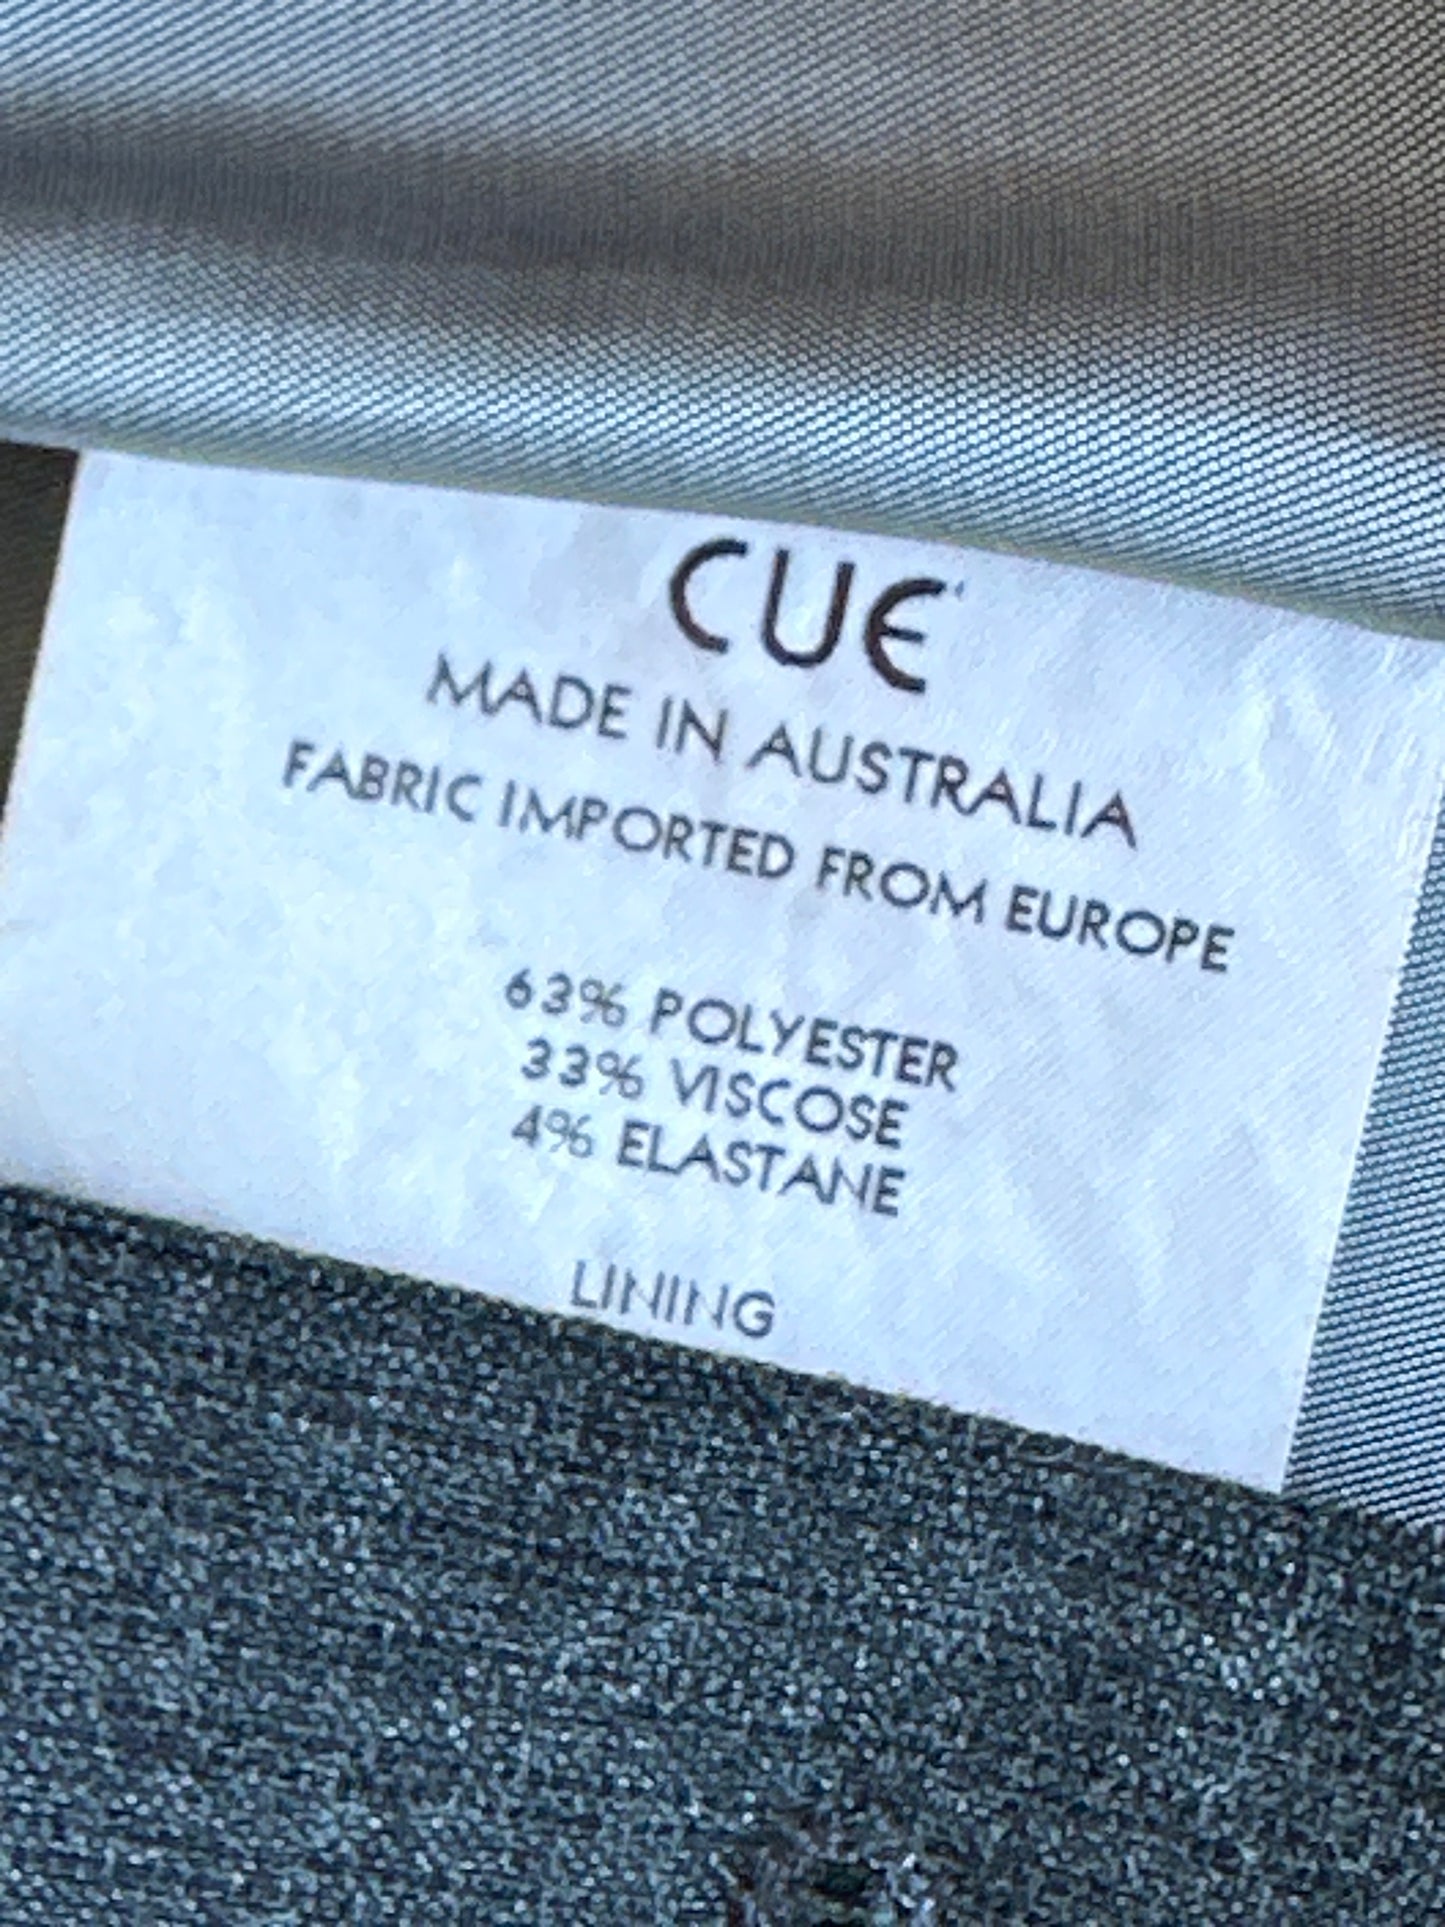 CUE
MADE IN AUSTRALIA
FABRIC IMPORTED FROM EUROPE
63% POLYESTER
33% VISCOSE
4% ELASTANE
LINING